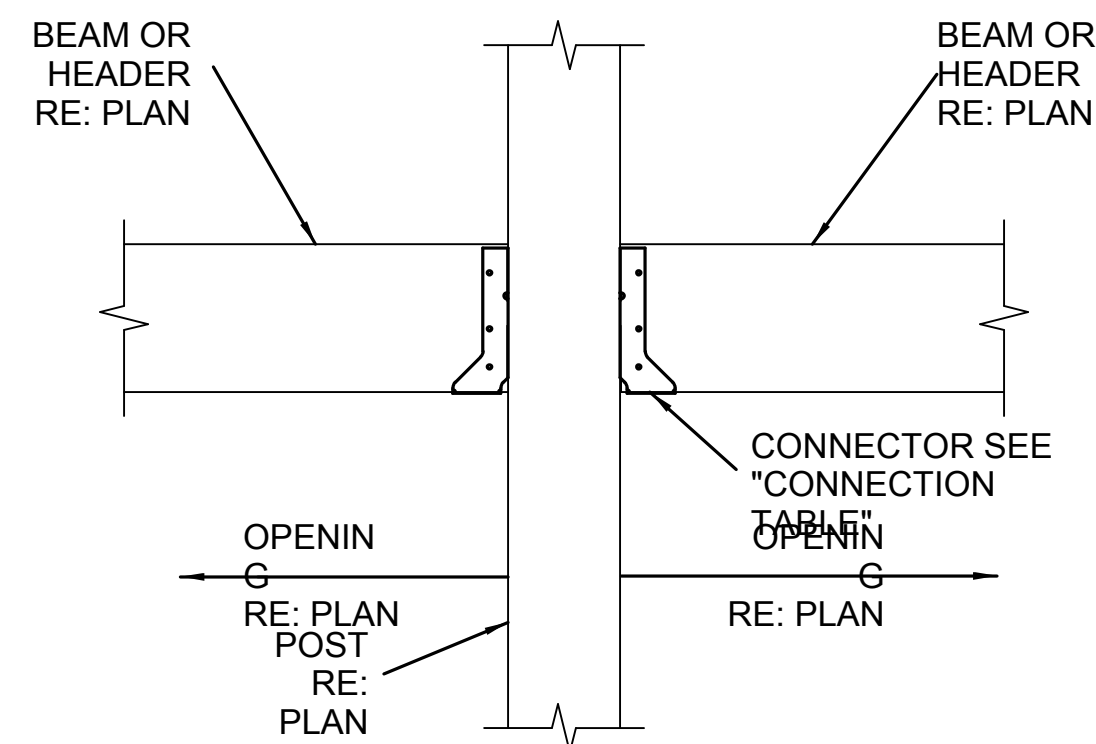 BEAM OR
HEADER
RE: PLAN
BEAM OR
HEADER
RE: PLAN
CONNECTOR SEE
"CONNECTION
TABLE"
OPENIN
G
RE: PLAN
OPENIN
G
RE: PLAN
POST
RE:
PLAN